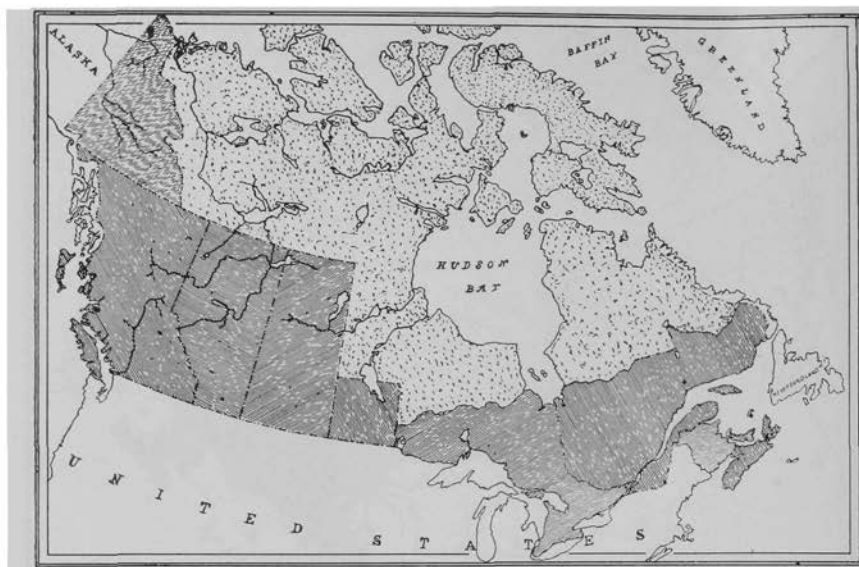 ALASKA
BAFFIN
BAY
GREENLAND
HUDSON
BAY
NEWFOUNDLAND
UNITED STATES